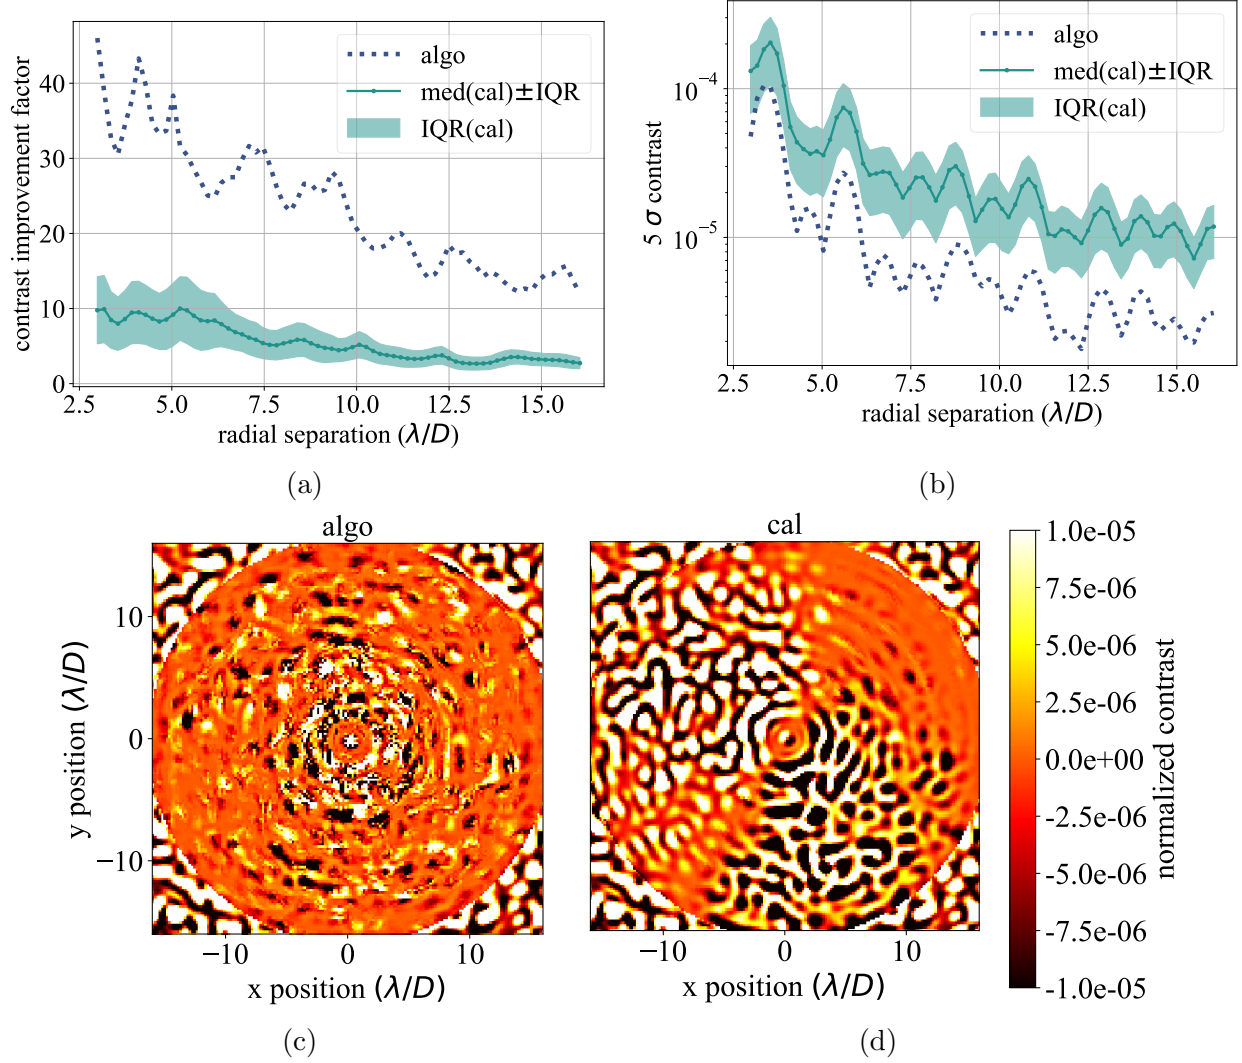 contrast improvement factor
40
30
20
10
0
algo
med(cal)±IQR
IQR(cal)
2.5 5.0 7.5 10.0 12.5 15.0
radial separation (λ/D)
(a)
5 σ contrast
10⁻⁴
10⁻⁵
algo
med(cal)±IQR
IQR(cal)
2.5 5.0 7.5 10.0 12.5 15.0
radial separation (λ/D)
(b)
algo
y position (λ/D)
10
0
−10
−10 0 10
x position (λ/D)
(c)
cal
−10 0 10
x position (λ/D)
(d)
1.0e-05
7.5e-06
5.0e-06
2.5e-06
0.0e+00
-2.5e-06
-5.0e-06
-7.5e-06
-1.0e-05
normalized contrast